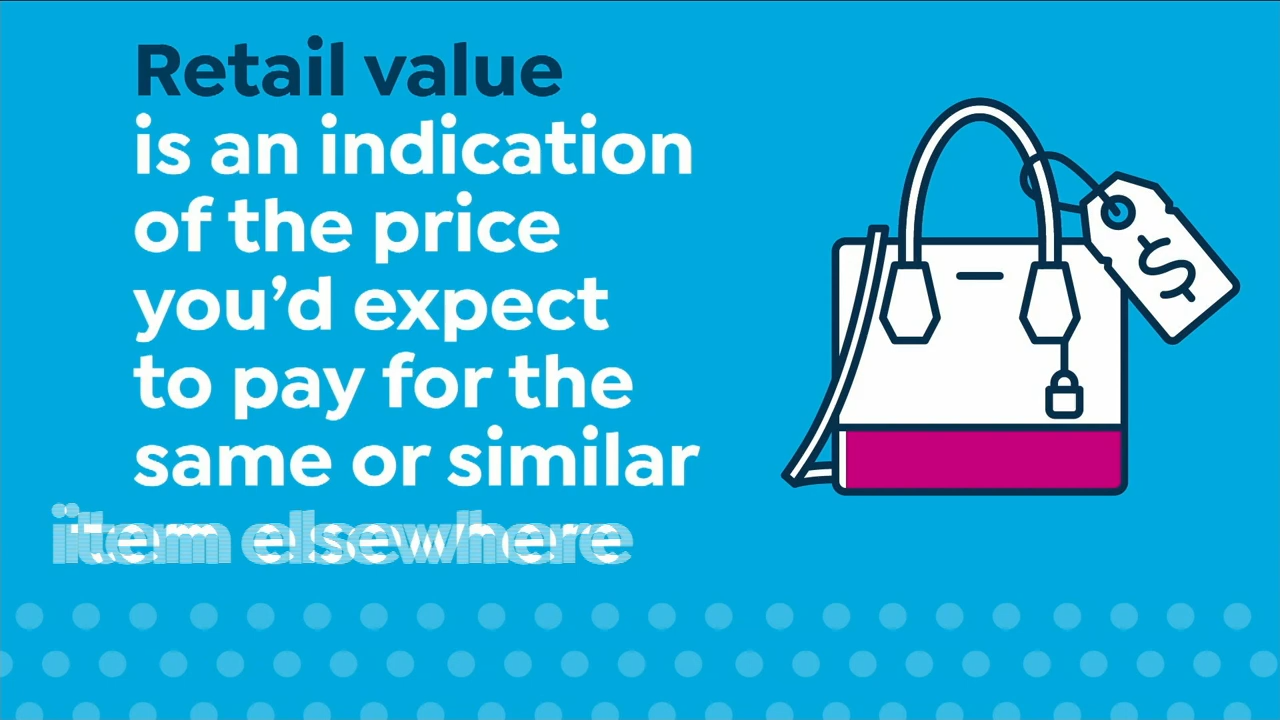 Retail value
is an indication
of the price
you’d expect
to pay for the
same or similar
item elsewhere
$